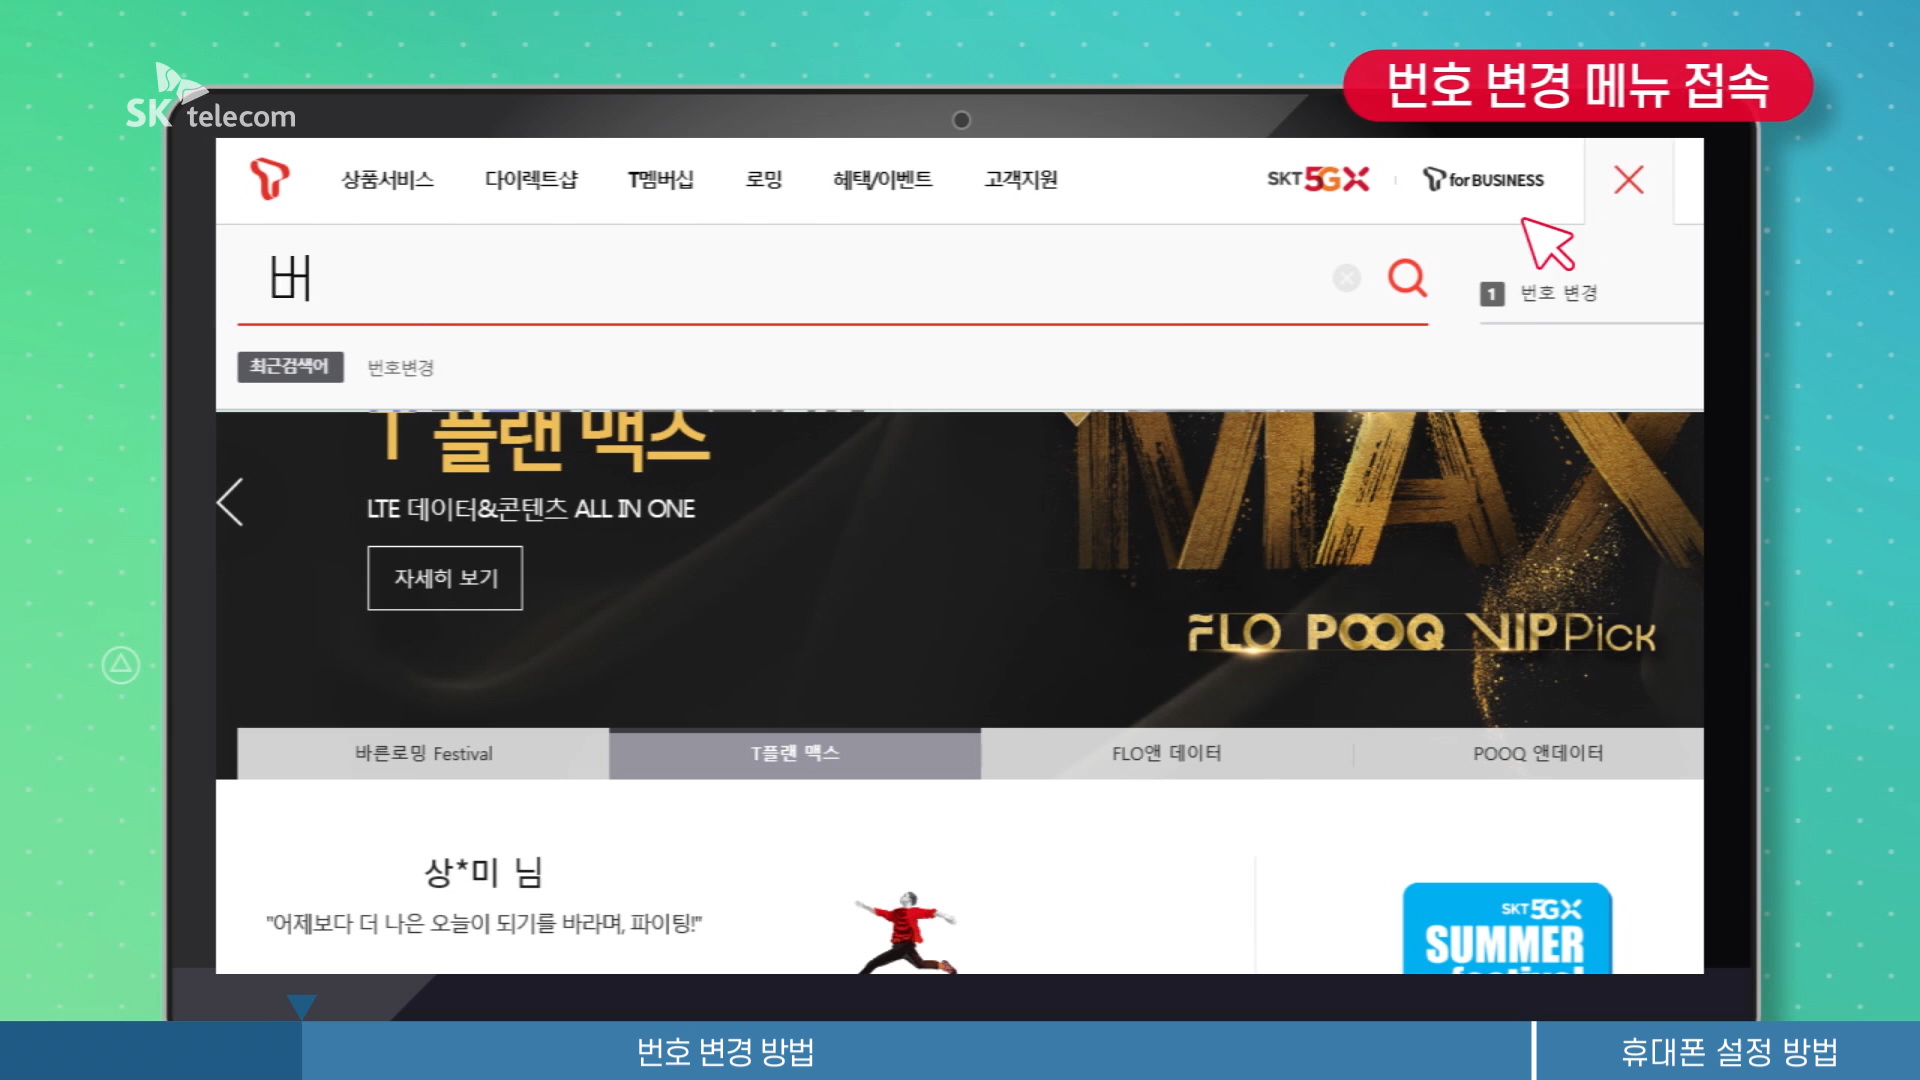 번호 변경 메뉴 접속
SK telecom
상품서비스 다이렉트샵 T멤버십 로밍 혜택/이벤트 고객지원 SKT 5GX T for BUSINESS
버
1 번호 변경
최근검색어 번호변경
T 플랜 맥스
MAX
LTE 데이터&콘텐츠 ALL IN ONE
자세히 보기
FLO POOQ VIP Pick
바른로밍 Festival T플랜 맥스 FLO앤 데이터 POOQ 앤데이터
상*미 님
"어제보다 더 나은 오늘이 되기를 바라며, 파이팅!"
SKT 5GX
SUMMER
festival
번호 변경 방법 휴대폰 설정 방법